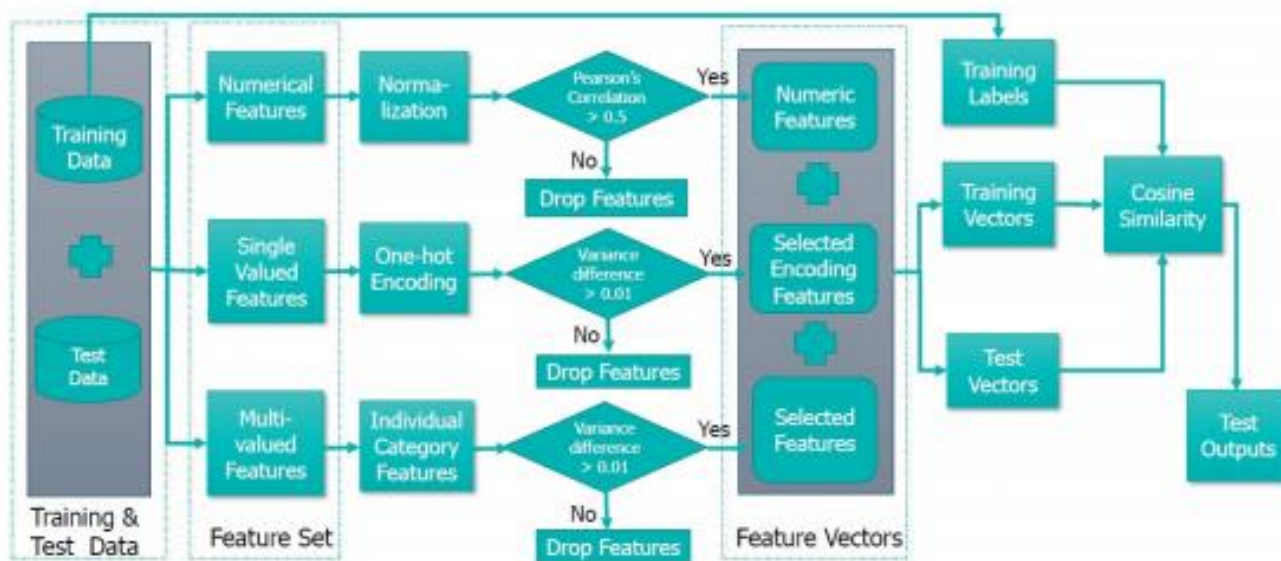 Training
Data
Test
Data
Training &
Test Data
Numerical
Features
Single
Valued
Features
Multi-
valued
Features
Feature Set
Norma-
lization
One-hot
Encoding
Individual
Category
Features
Pearson's
Correlation
> 0.5
Yes
No
Drop Features
Variance
difference
> 0.01
Yes
No
Drop Features
Variance
difference
> 0.01
Yes
No
Drop Features
Numeric
Features
Selected
Encoding
Features
Selected
Features
Feature Vectors
Training
Labels
Training
Vectors
Test
Vectors
Cosine
Similarity
Test
Outputs